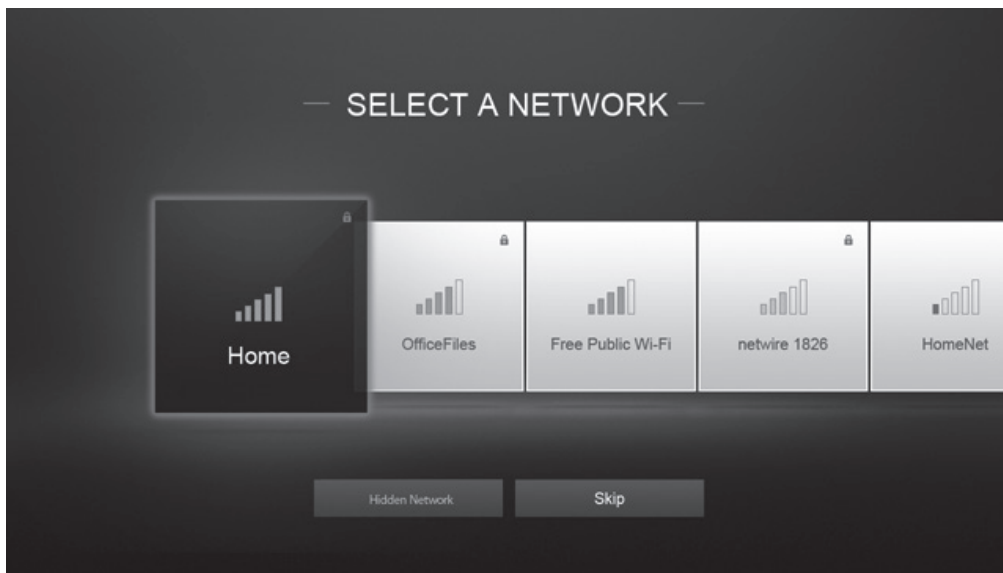 SELECT A NETWORK
Home
OfficeFiles
Free Public Wi-Fi
netwire 1826
HomeNet
Hidden Network
Skip